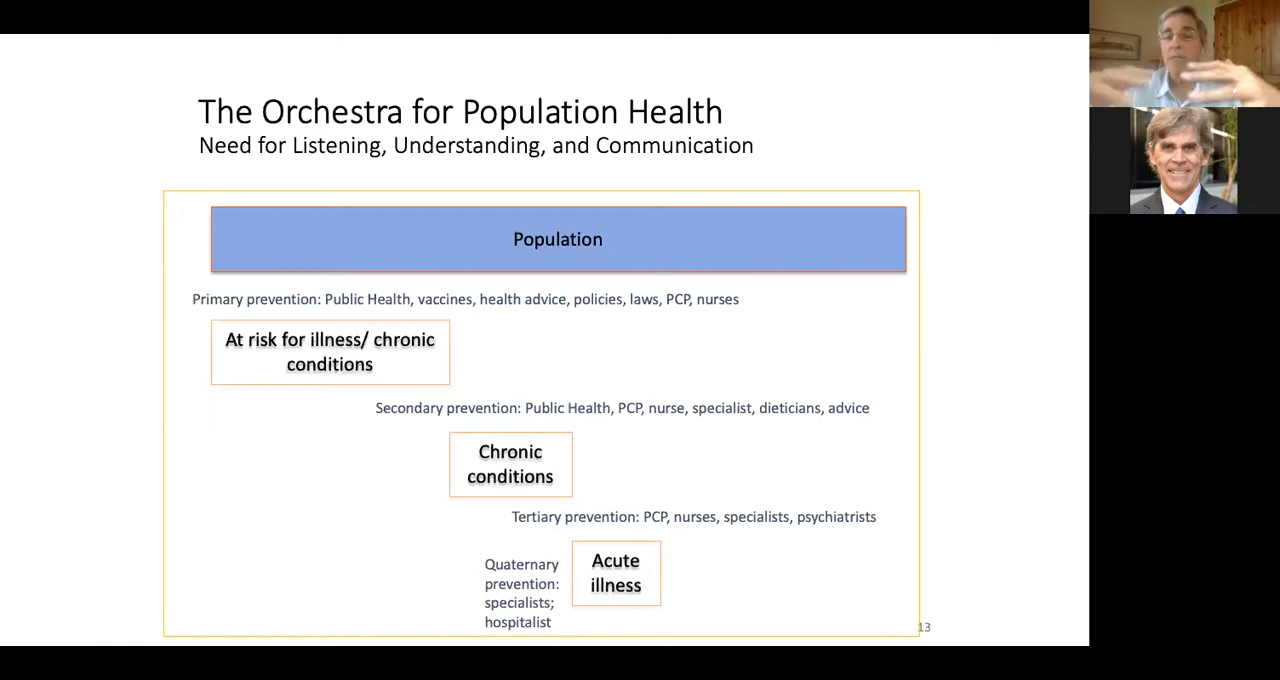 The Orchestra for Population Health
Need for Listening, Understanding, and Communication
Population
Primary prevention: Public Health, vaccines, health advice, policies, laws, PCP, nurses
At risk for illness/ chronic
conditions
Secondary prevention: Public Health, PCP, nurse, specialist, dieticians, advice
Chronic
conditions
Tertiary prevention: PCP, nurses, specialists, psychiatrists
Acute
illness
Quaternary
prevention:
specialists;
hospitalist
13